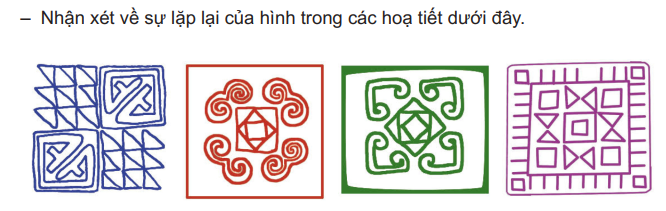 – Nhận xét về sự lặp lại của hình trong các hoạ tiết dưới đây.